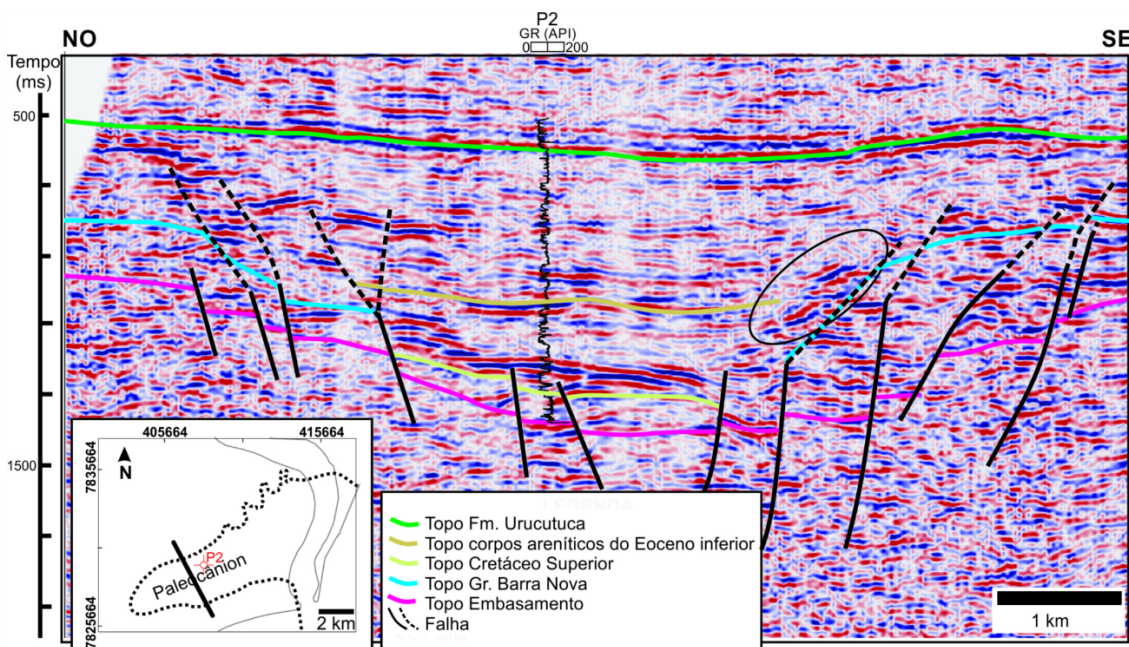 P2
GR (API)
0 200
NO
SE
Tempo
(ms)
500
1500
405664
415664
7835664
7825664
N
P2
Paleocânion
2 km
Topo Fm. Urucutuca
Topo corpos areníticos do Eoceno inferior
Topo Cretáceo Superior
Topo Gr. Barra Nova
Topo Embasamento
Falha
1 km